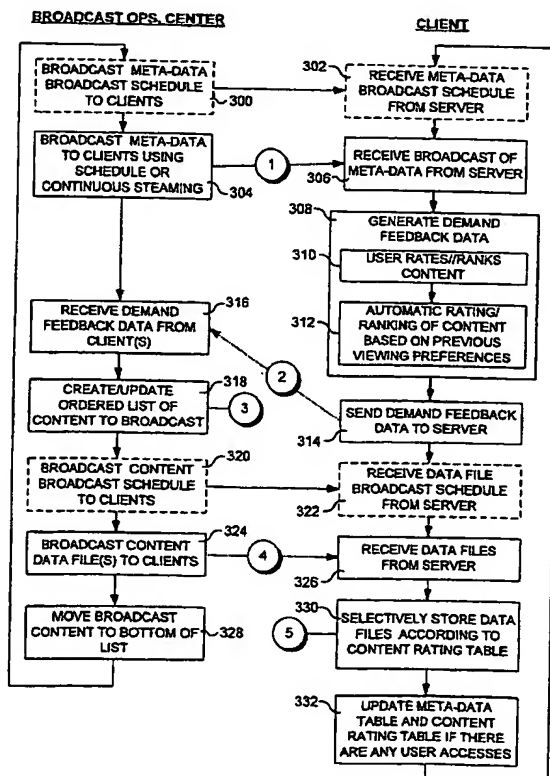 BROADCAST OPS. CENTER
CLIENT
BROADCAST META-DATA
BROADCAST SCHEDULE
TO CLIENTS
300
302
RECEIVE META-DATA
BROADCAST SCHEDULE
FROM SERVER
BROADCAST META-DATA
TO CLIENTS USING
SCHEDULE OR
CONTINUOUS STEAMING
304
1
RECEIVE BROADCAST OF
META-DATA FROM SERVER
306
308
GENERATE DEMAND
FEEDBACK DATA
310
USER RATES//RANKS
CONTENT
312
AUTOMATIC RATING/
RANKING OF CONTENT
BASED ON PREVIOUS
VIEWING PREFERENCES
316
RECEIVE DEMAND
FEEDBACK DATA FROM
CLIENT(S)
2
318
CREATE/UPDATE
ORDERED LIST OF
CONTENT TO BROADCAST
3
SEND DEMAND FEEDBACK
DATA TO SERVER
314
320
BROADCAST CONTENT
BROADCAST SCHEDULE
TO CLIENTS
RECEIVE DATA FILE
BROADCAST SCHEDULE
FROM SERVER
322
324
BROADCAST CONTENT
DATA FILE(S) TO CLIENTS
4
RECEIVE DATA FILES
FROM SERVER
326
MOVE BROADCAST
CONTENT TO BOTTOM OF
LIST
328
330
SELECTIVELY STORE DATA
FILES ACCORDING TO
CONTENT RATING TABLE
5
332
UPDATE META-DATA
TABLE AND CONTENT
RATING TABLE IF THERE
ARE ANY USER ACCESSES